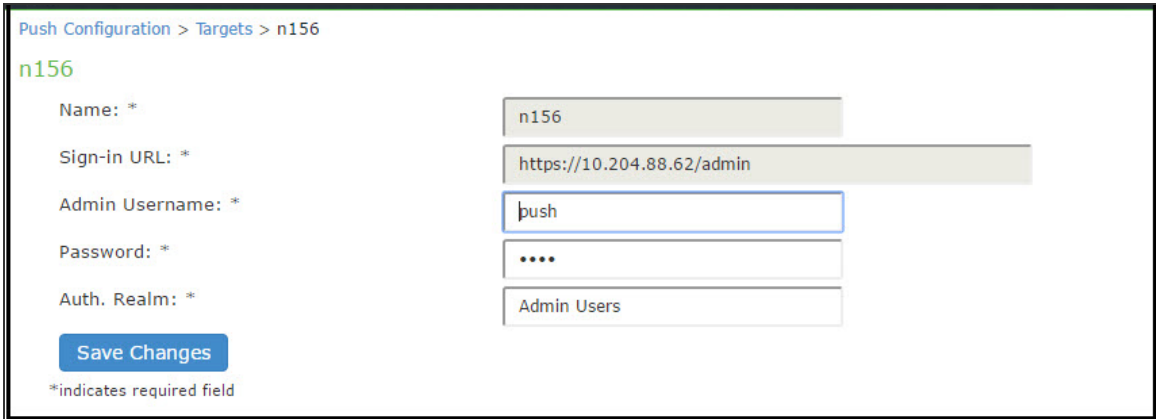 Push Configuration > Targets > n156
n156
Name: * n156
Sign-in URL: * https://10.204.88.62/admin
Admin Username: * push
Password: * ••••
Auth. Realm: * Admin Users
Save Changes
*indicates required field